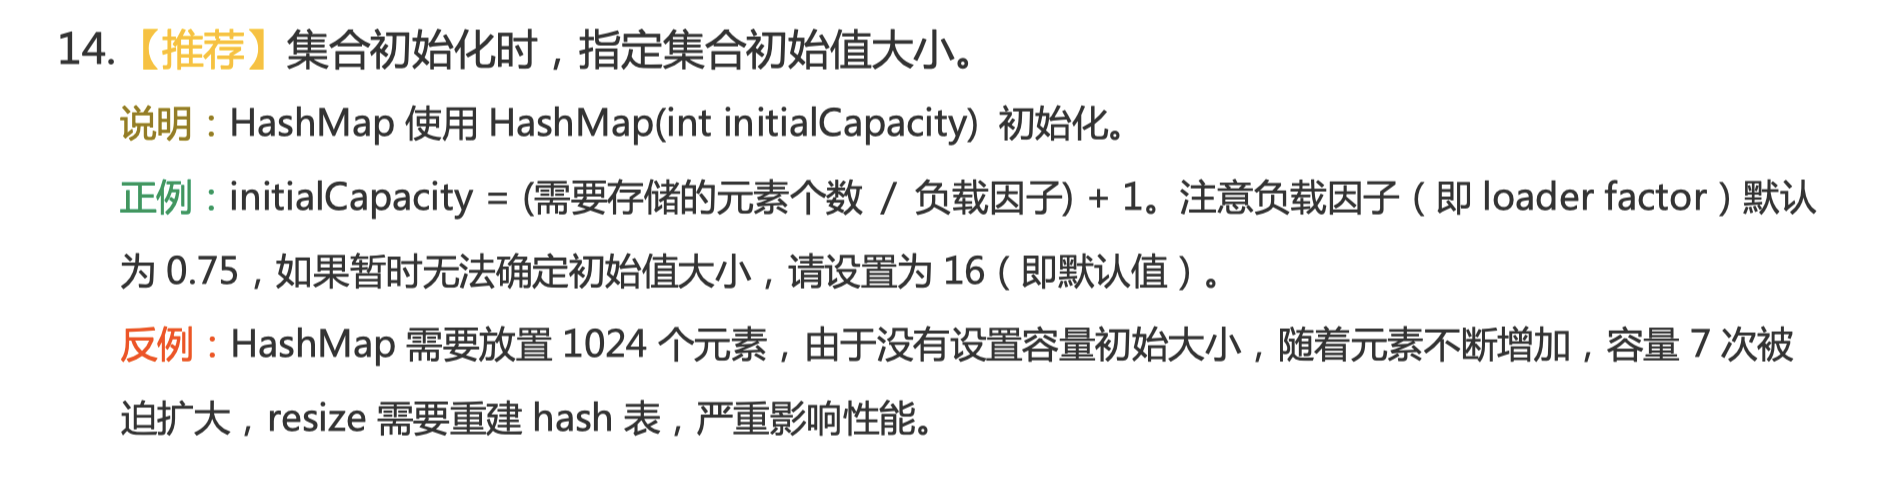 14.【推荐】集合初始化时，指定集合初始值大小。
说明：HashMap 使用 HashMap(int initialCapacity) 初始化。
正例：initialCapacity = (需要存储的元素个数 / 负载因子) + 1。注意负载因子（即 loader factor）默认
为 0.75，如果暂时无法确定初始值大小，请设置为 16（即默认值）。
反例：HashMap 需要放置 1024 个元素，由于没有设置容量初始大小，随着元素不断增加，容量 7 次被
迫扩大，resize 需要重建 hash 表，严重影响性能。